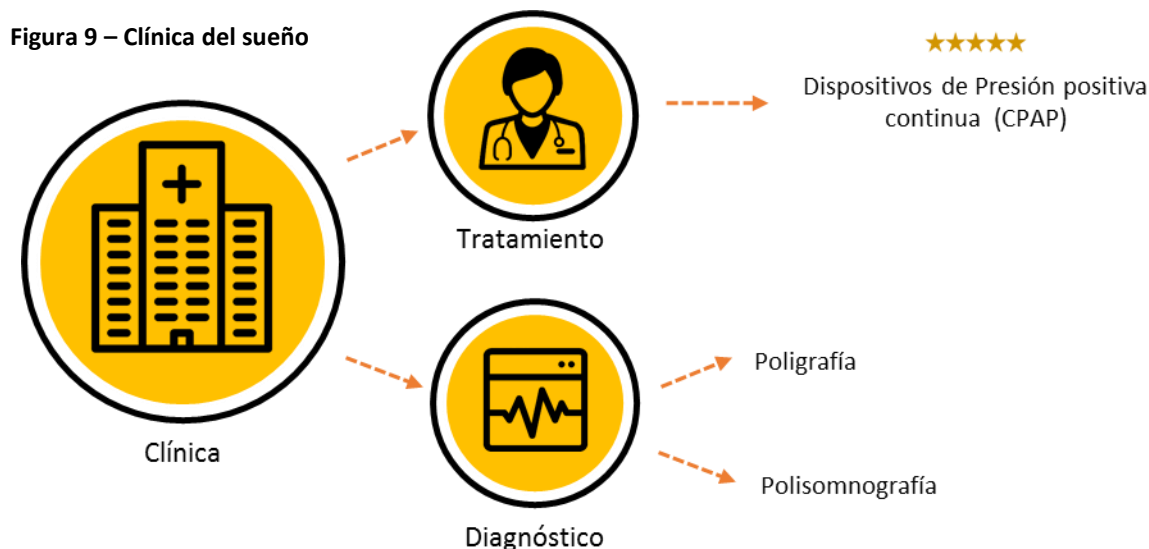 Figura 9 – Clínica del sueño
Dispositivos de Presión positiva
continua (CPAP)
Tratamiento
Poligrafía
Clínica
Polisomnografía
Diagnóstico